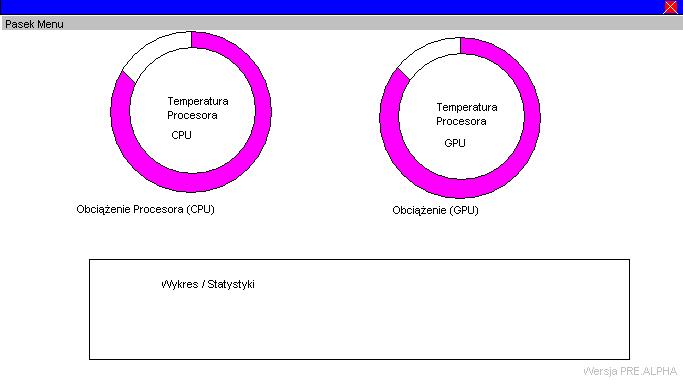 Pasek Menu
Temperatura
Procesora
CPU
Temperatura
Procesora
GPU
Obciążenie Procesora (CPU)
Obciążenie (GPU)
Wykres / Statystyki
Wersja PRE.ALPHA